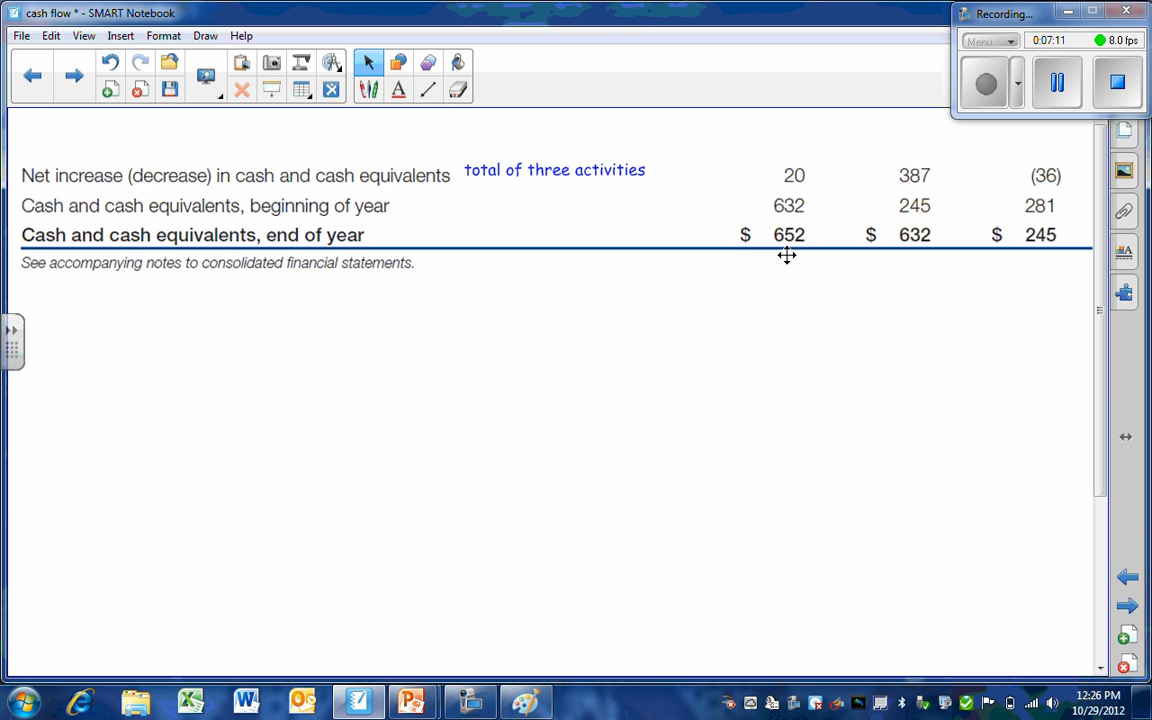 cash flow * - SMART Notebook
Recording...
File Edit View Insert Format Draw Help
Menu 0:07:11 8.0 fps
Net increase (decrease) in cash and cash equivalents total of three activities 20 387 (36)
Cash and cash equivalents, beginning of year 632 245 281
Cash and cash equivalents, end of year $ 652 $ 632 $ 245
See accompanying notes to consolidated financial statements.
12:26 PM
10/29/2012